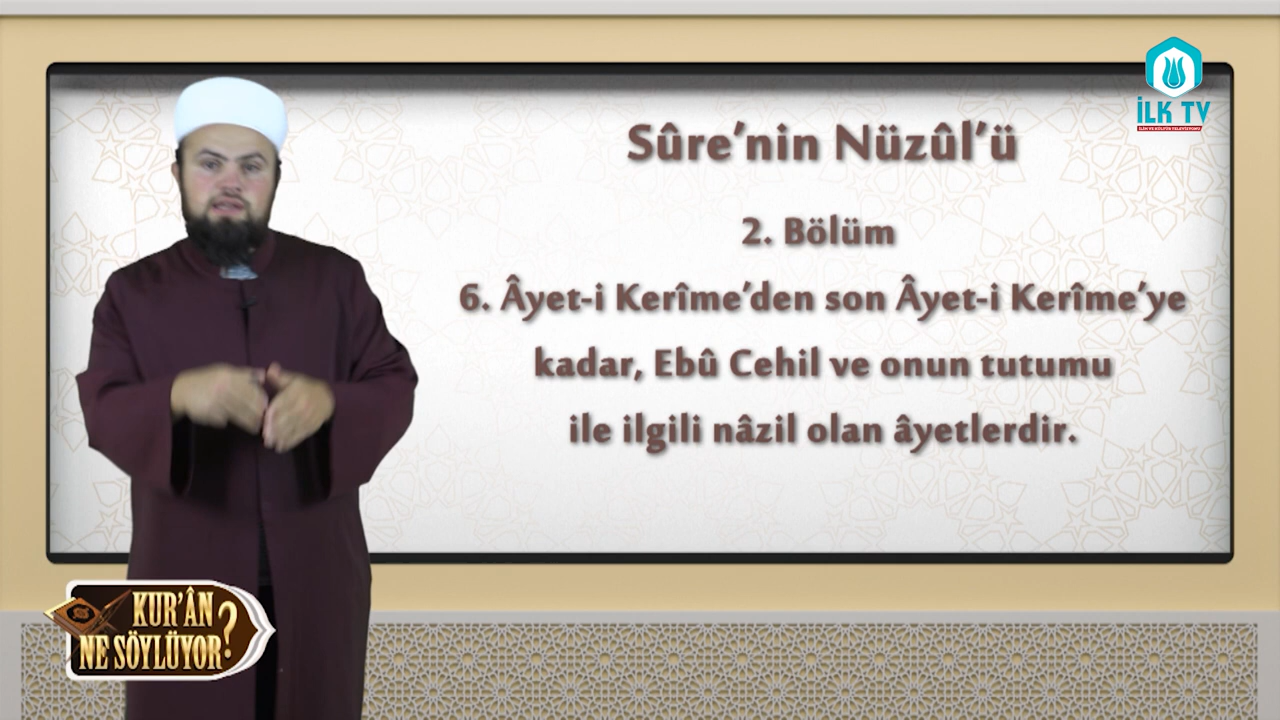 İLK TV
Sûre’nin Nüzûl’ü
2. Bölüm
6. Âyet-i Kerîme’den son Âyet-i Kerîme’ye
kadar, Ebû Cehil ve onun tutumu
ile ilgili nâzil olan âyetlerdir.
KUR’ÂN
NE SÖYLÜYOR?